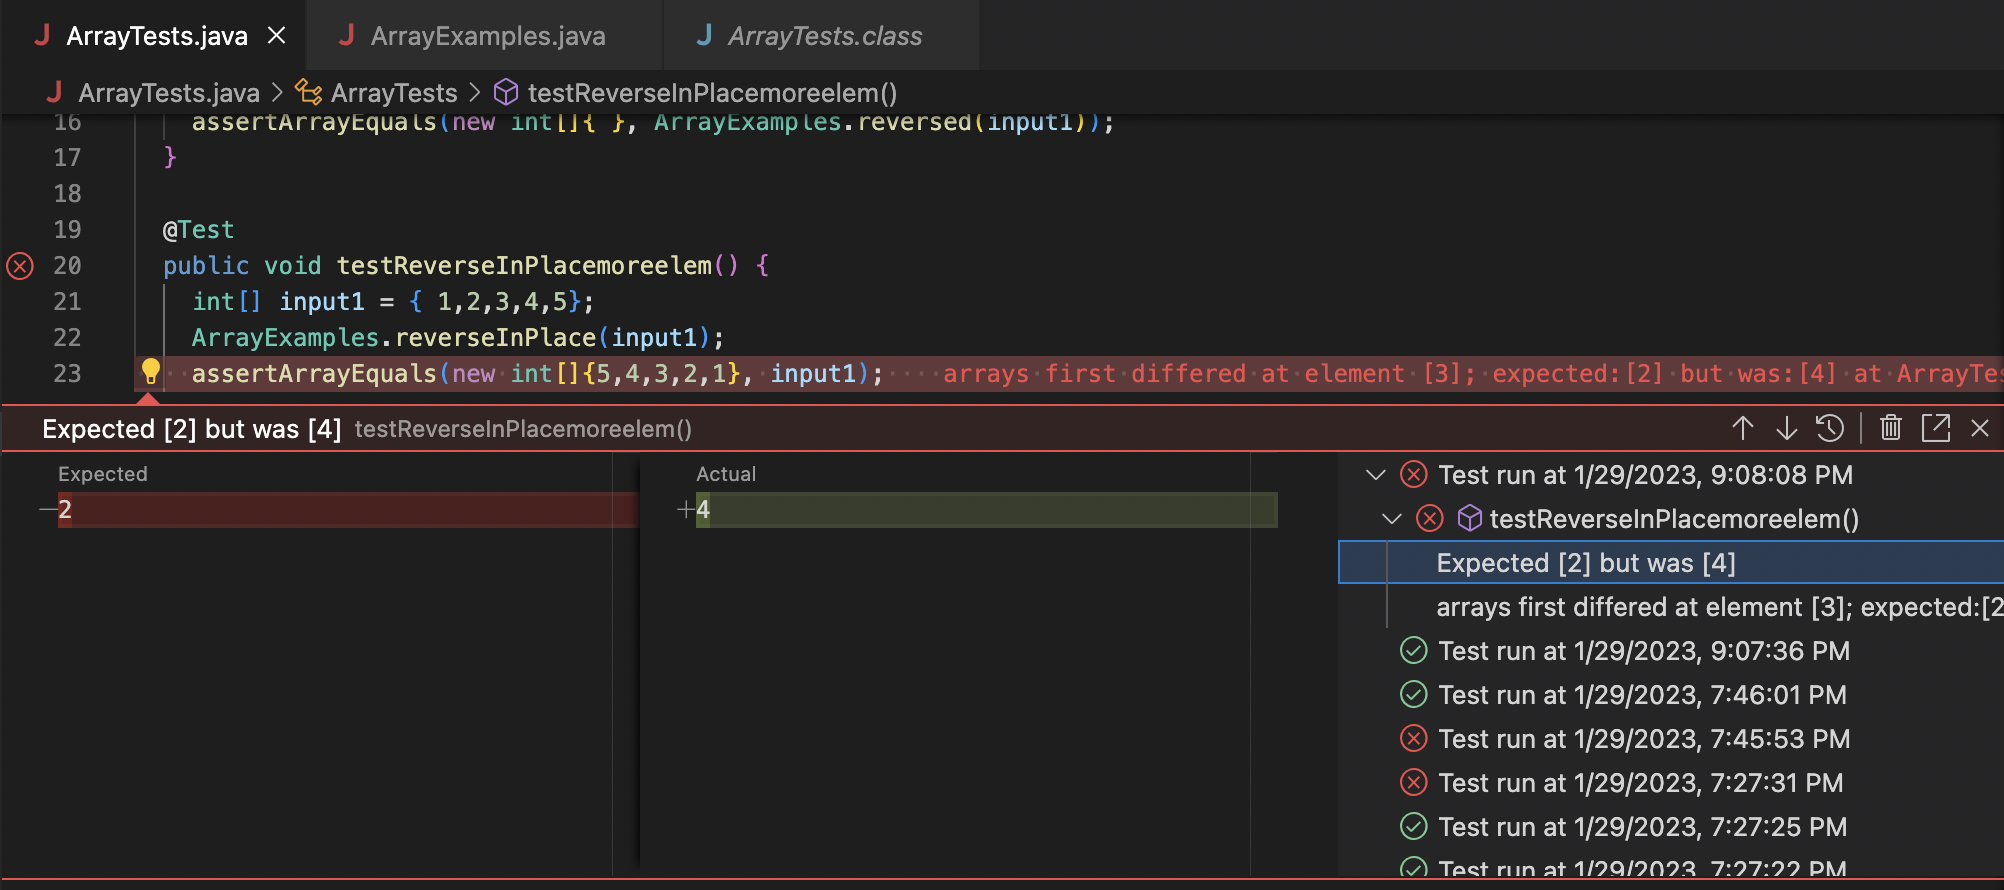 ArrayTests.java
ArrayExamples.java
ArrayTests.class
ArrayTests.java > ArrayTests > testReverseInPlacemoreelem()
16 assertArrayEquals(new int[]{ }, ArrayExamples.reversed(input1));
17 }
18
19 @Test
20 public void testReverseInPlacemoreelem() {
21 int[] input1 = { 1,2,3,4,5};
22 ArrayExamples.reverseInPlace(input1);
23 assertArrayEquals(new int[]{5,4,3,2,1}, input1); arrays first differed at element [3]; expected:[2] but was:[4] at ArrayTes
Expected [2] but was [4] testReverseInPlacemoreelem()
Expected
—2
Actual
+4
Test run at 1/29/2023, 9:08:08 PM
testReverseInPlacemoreelem()
Expected [2] but was [4]
arrays first differed at element [3]; expected:[2
Test run at 1/29/2023, 9:07:36 PM
Test run at 1/29/2023, 7:46:01 PM
Test run at 1/29/2023, 7:45:53 PM
Test run at 1/29/2023, 7:27:31 PM
Test run at 1/29/2023, 7:27:25 PM
Test run at 1/29/2023, 7:27:22 PM